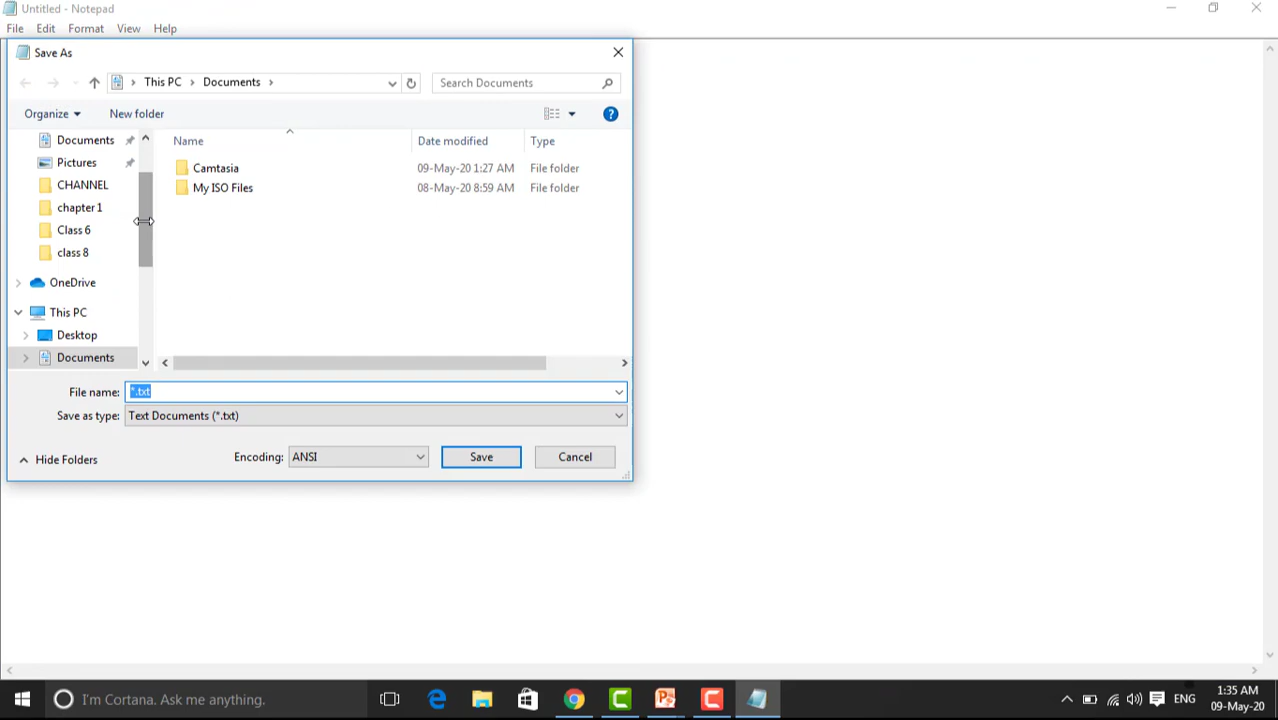 Untitled - Notepad
File Edit Format View Help
Save As
This PC Documents
Search Documents
Organize New folder
Name Date modified Type
Documents
Pictures
CHANNEL
chapter 1
Class 6
class 8
OneDrive
This PC
Desktop
Documents
Camtasia 09-May-20 1:27 AM File folder
My ISO Files 08-May-20 8:59 AM File folder
File name: *.txt
Save as type: Text Documents (*.txt)
Hide Folders Encoding: ANSI Save Cancel
I'm Cortana. Ask me anything.
ENG
1:35 AM
09-May-20